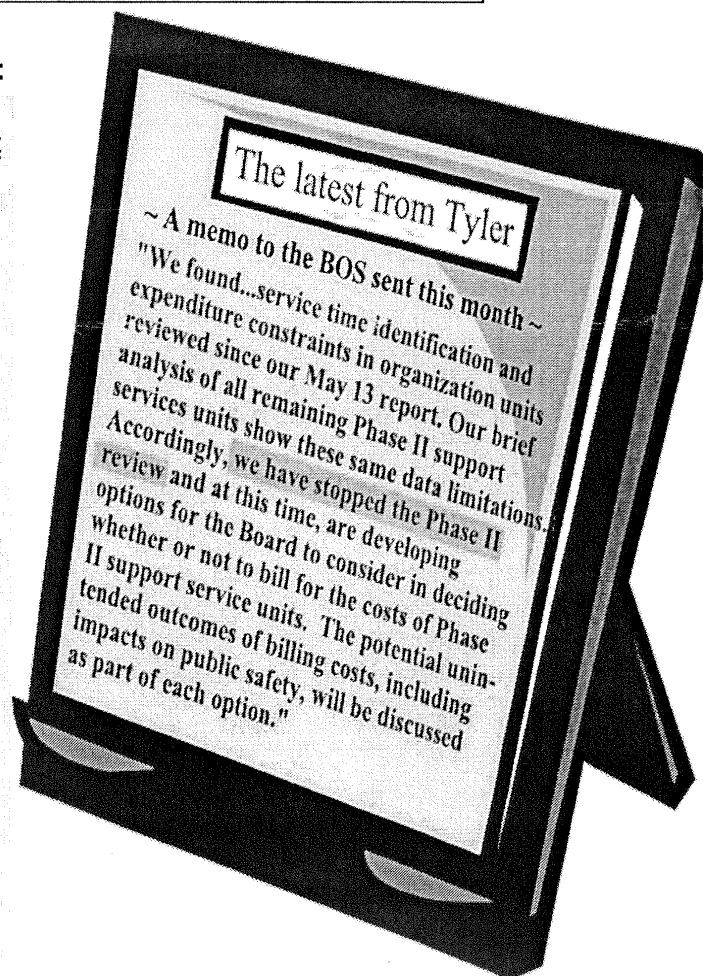 The latest from Tyler
~ A memo to the BOS sent this month ~
"We found...service time identification and
expenditure constraints in organization units
reviewed since our May 13 report. Our brief
analysis of all remaining Phase II support
services units show these same data limitations...
Accordingly, we have stopped the Phase II
review and at this time, are developing
options for the Board to consider in deciding
whether or not to bill for the costs of Phase
II support service units. The potential unin-
tended outcomes of billing costs, including
impacts on public safety, will be discussed
as part of each option."